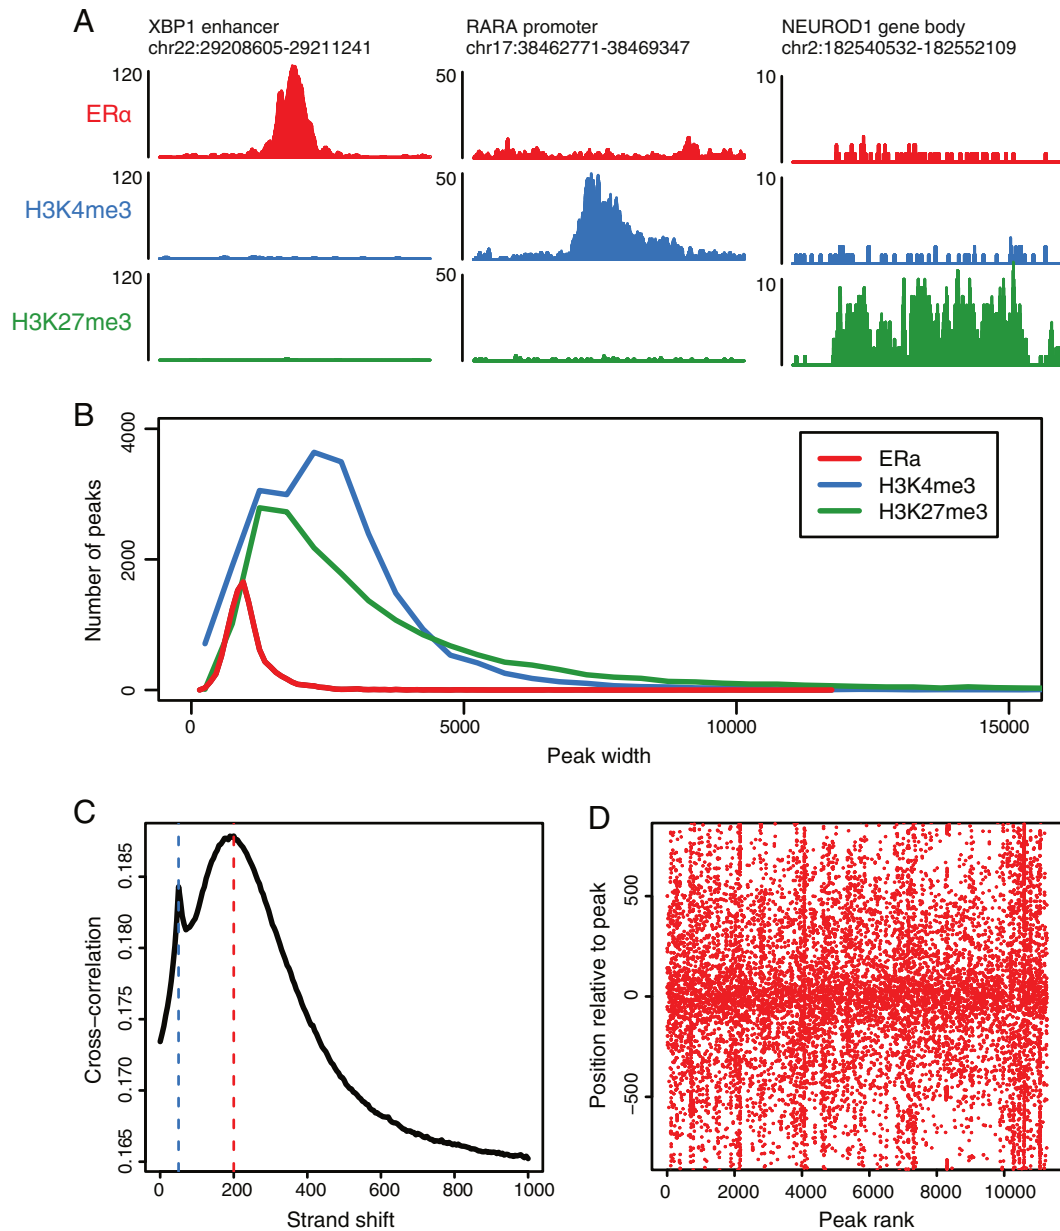 A
XBP1 enhancer
chr22:29208605-29211241
RARA promoter
chr17:38462771-38469347
NEUROD1 gene body
chr2:182540532-182552109
ERα
120
50
10
H3K4me3
120
50
10
H3K27me3
120
50
10
B
Number of peaks
4000
2000
0
ERa
H3K4me3
H3K27me3
0
5000
10000
15000
Peak width
C
Cross−correlation
0.185
0.180
0.175
0.170
0.165
0
200
400
600
800
1000
Strand shift
D
Position relative to peak
500
0
−500
0
2000
4000
6000
8000
10000
Peak rank